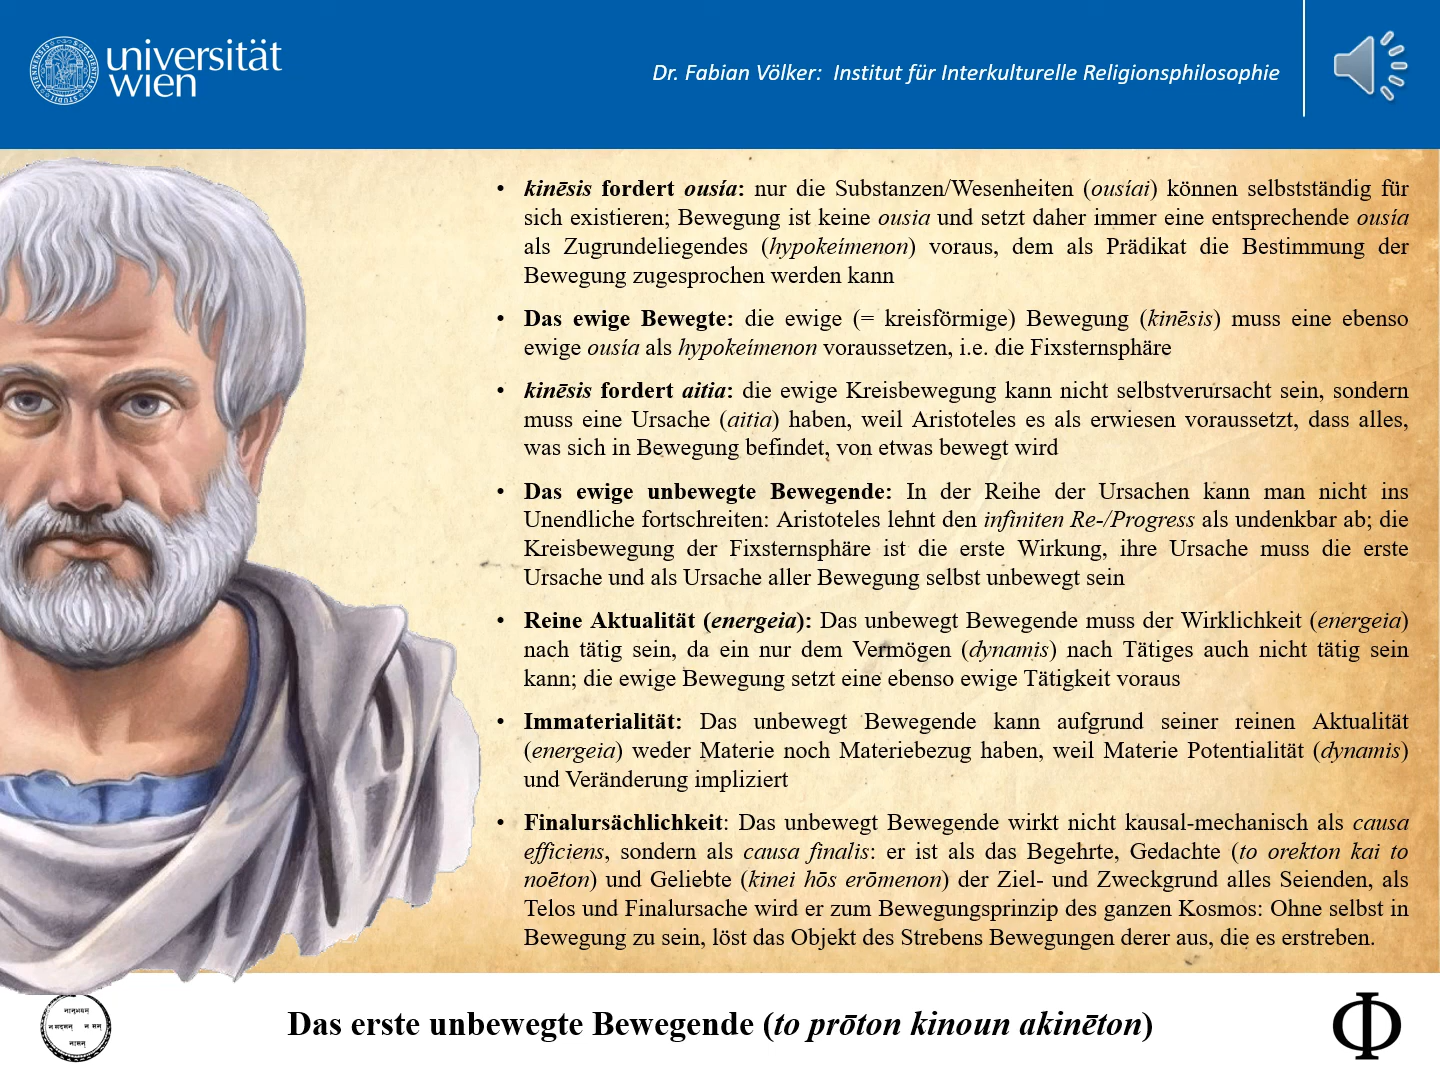 universität
wien
Dr. Fabian Völker: Institut für Interkulturelle Religionsphilosophie
• kinēsis fordert ousía: nur die Substanzen/Wesenheiten (ousíai) können selbstständig für
sich existieren; Bewegung ist keine ousia und setzt daher immer eine entsprechende ousía
als Zugrundeliegendes (hypokeímenon) voraus, dem als Prädikat die Bestimmung der
Bewegung zugesprochen werden kann
• Das ewige Bewegte: die ewige (= kreisförmige) Bewegung (kinēsis) muss eine ebenso
ewige ousía als hypokeímenon voraussetzen, i.e. die Fixsternsphäre
• kinēsis fordert aitia: die ewige Kreisbewegung kann nicht selbstverursacht sein, sondern
muss eine Ursache (aitia) haben, weil Aristoteles es als erwiesen voraussetzt, dass alles,
was sich in Bewegung befindet, von etwas bewegt wird
• Das ewige unbewegte Bewegende: In der Reihe der Ursachen kann man nicht ins
Unendliche fortschreiten: Aristoteles lehnt den infiniten Re-/Progress als undenkbar ab; die
Kreisbewegung der Fixsternsphäre ist die erste Wirkung, ihre Ursache muss die erste
Ursache und als Ursache aller Bewegung selbst unbewegt sein
• Reine Aktualität (energeia): Das unbewegt Bewegende muss der Wirklichkeit (energeia)
nach tätig sein, da ein nur dem Vermögen (dynamis) nach Tätiges auch nicht tätig sein
kann; die ewige Bewegung setzt eine ebenso ewige Tätigkeit voraus
• Immaterialität: Das unbewegt Bewegende kann aufgrund seiner reinen Aktualität
(energeia) weder Materie noch Materiebezug haben, weil Materie Potentialität (dynamis)
und Veränderung impliziert
• Finalursächlichkeit: Das unbewegt Bewegende wirkt nicht kausal-mechanisch als causa
efficiens, sondern als causa finalis: er ist als das Begehrte, Gedachte (to orekton kai to
noēton) und Geliebte (kinei hōs erōmenon) der Ziel- und Zweckgrund alles Seienden, als
Telos und Finalursache wird er zum Bewegungsprinzip des ganzen Kosmos: Ohne selbst in
Bewegung zu sein, löst das Objekt des Strebens Bewegungen derer aus, die es erstreben.
Das erste unbewegte Bewegende (to prōton kinoun akinēton)
Φ